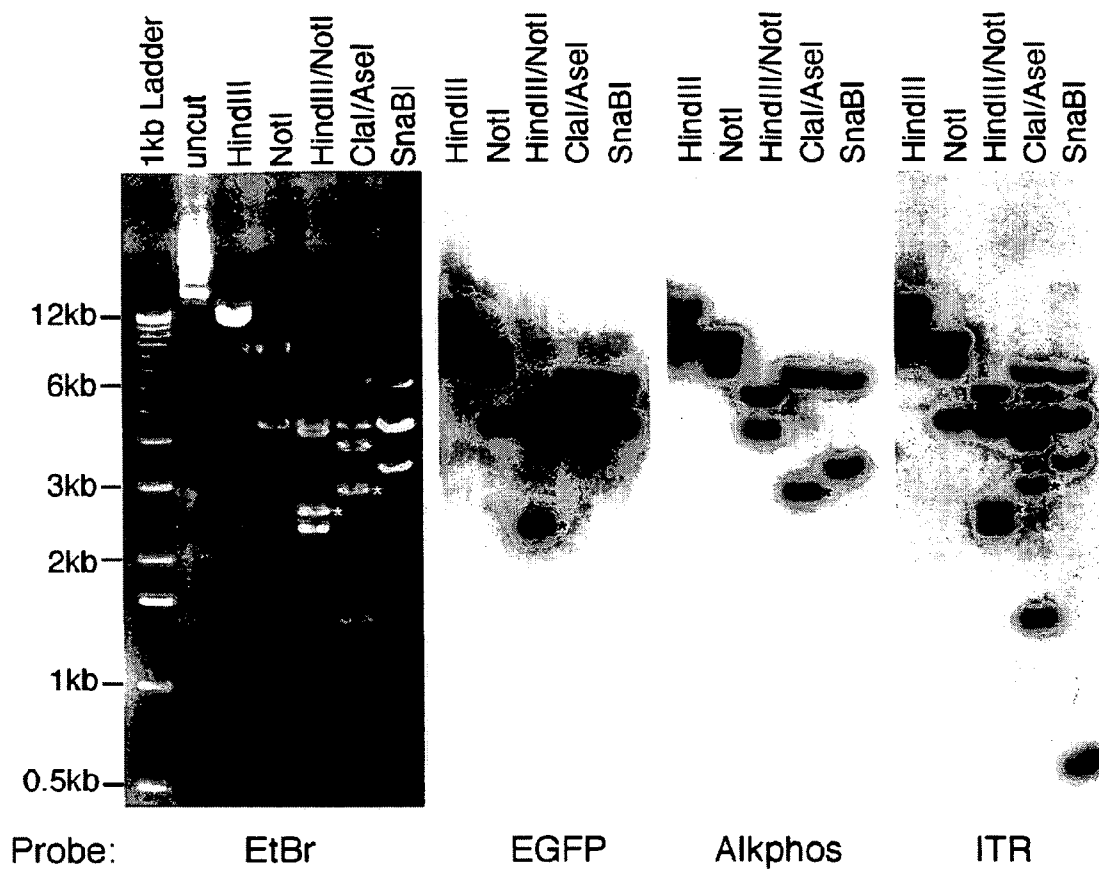 1kb Ladder
uncut
HindIII
NotI
HindIII/NotI
ClaI/AseI
SnaBI
HindIII
NotI
HindIII/NotI
ClaI/AseI
SnaBI
HindIII
NotI
HindIII/NotI
ClaI/AseI
SnaBI
HindIII
NotI
HindIII/NotI
ClaI/AseI
SnaBI
12kb
6kb
3kb
2kb
1kb
0.5kb
Probe: EtBr EGFP Alkphos ITR